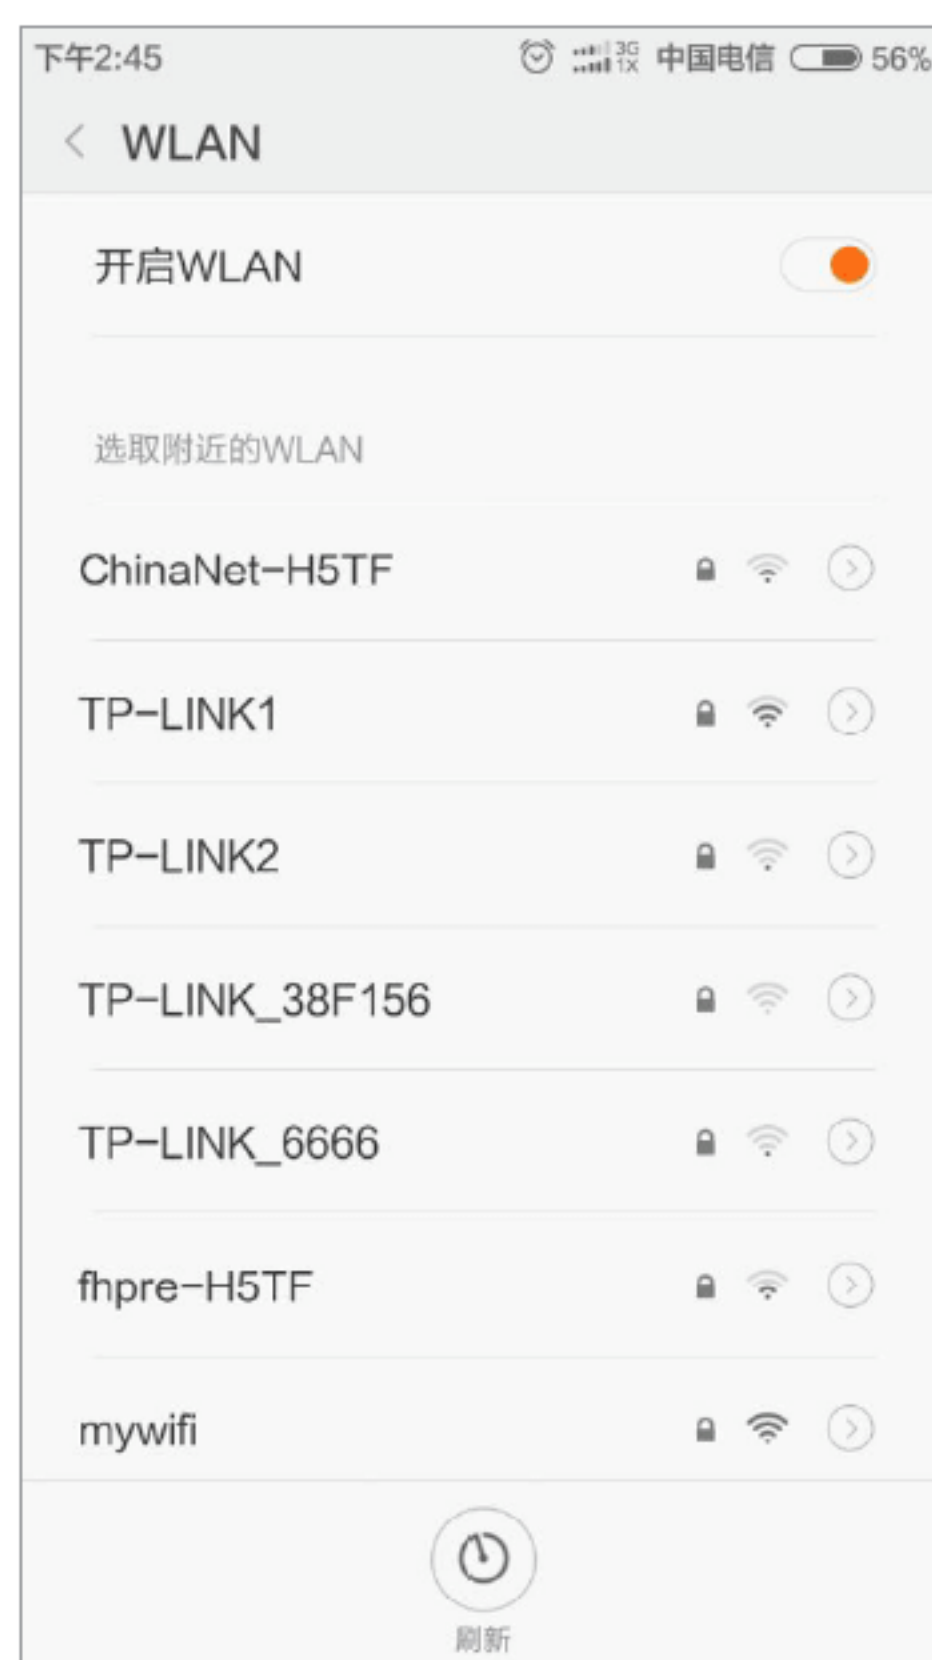 下午2:45 3G 1X 中国电信 56%
WLAN
开启WLAN
选取附近的WLAN
ChinaNet-H5TF
TP-LINK1
TP-LINK2
TP-LINK_38F156
TP-LINK_6666
fhpre-H5TF
mywifi
刷新